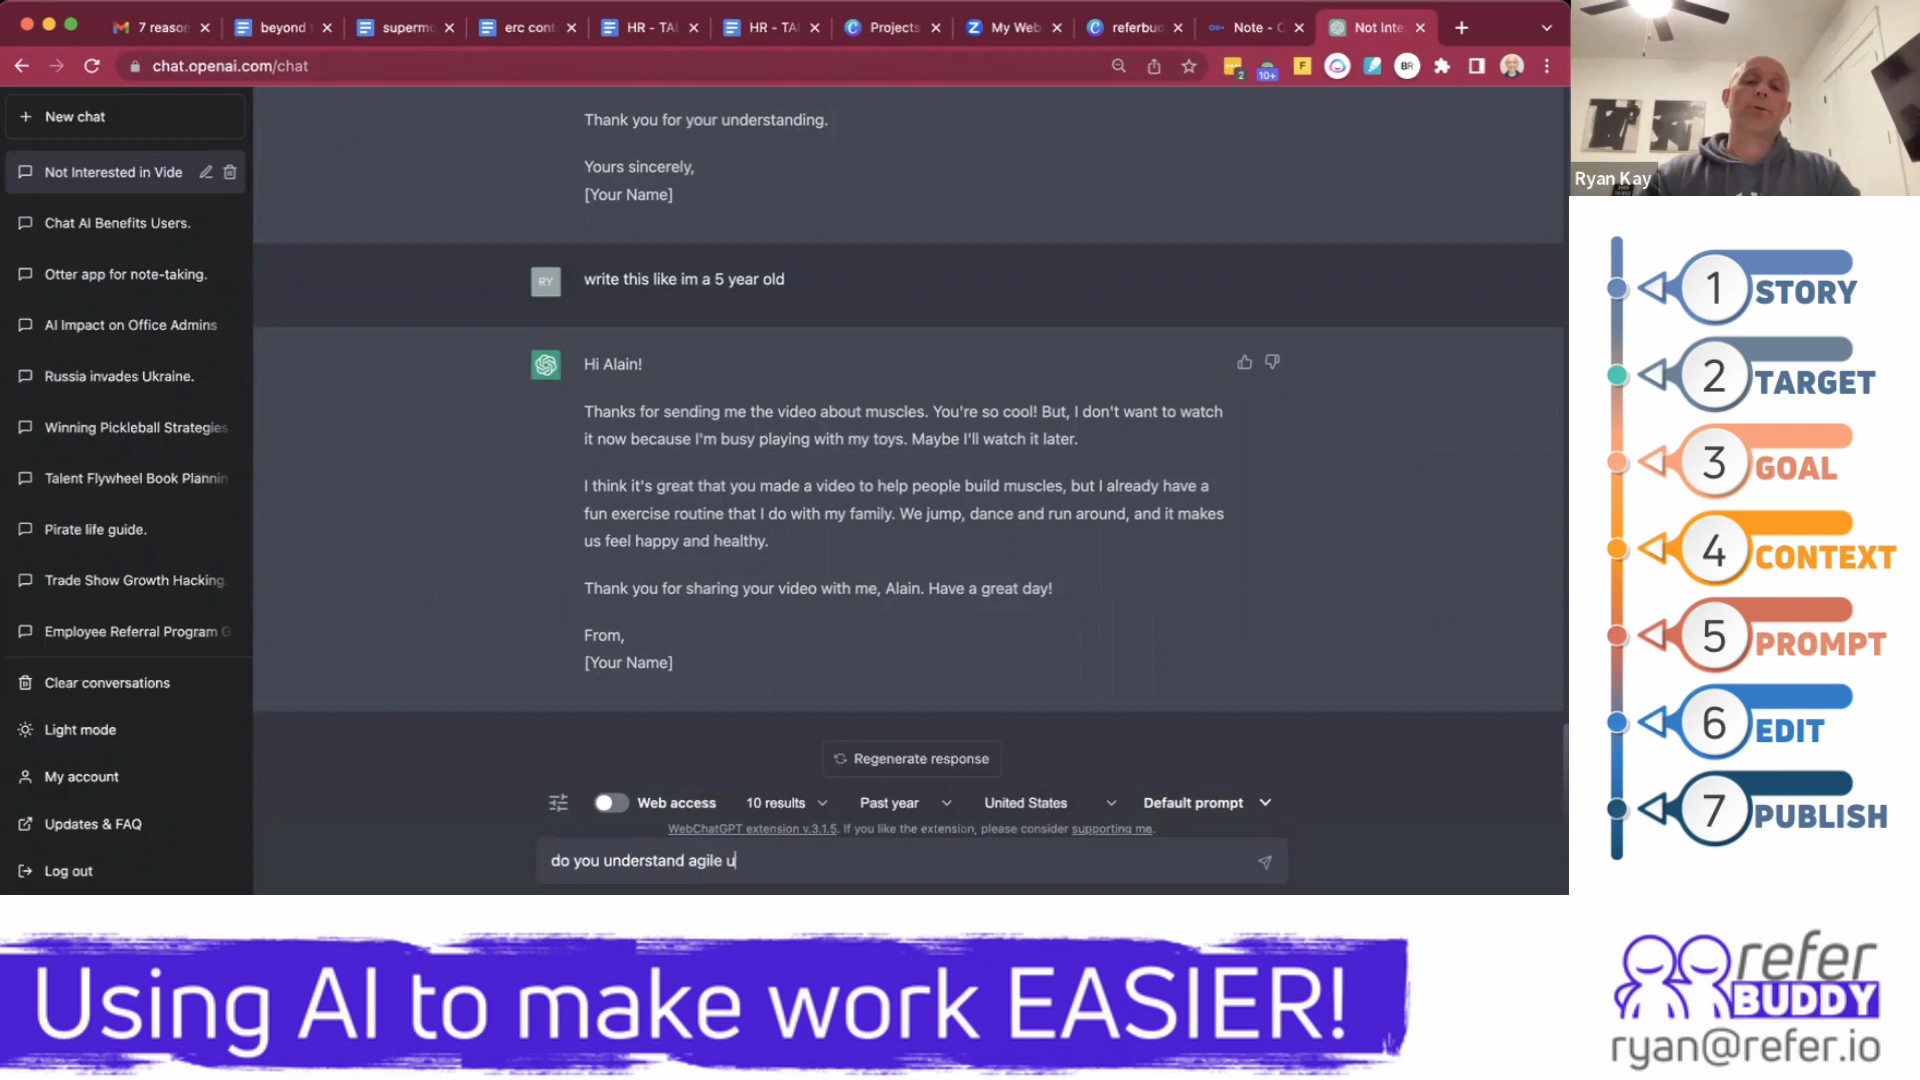 7 reaso
beyond
superm
erc cont
HR - TAL
HR - TAL
Projects
My Web
referbud
Note - C
Not Inte
chat.openai.com/chat
2
10+
F
BR
New chat
Not Interested in Vide
Chat AI Benefits Users.
Otter app for note-taking.
AI Impact on Office Admins
Russia invades Ukraine.
Winning Pickleball Strategies
Talent Flywheel Book Plannin
Pirate life guide.
Trade Show Growth Hacking
Employee Referral Program G
Clear conversations
Light mode
My account
Updates & FAQ
Log out
Thank you for your understanding.
Yours sincerely,
[Your Name]
RY
write this like im a 5 year old
Hi Alain!
Thanks for sending me the video about muscles. You're so cool! But, I don't want to watch
it now because I'm busy playing with my toys. Maybe I'll watch it later.
I think it's great that you made a video to help people build muscles, but I already have a
fun exercise routine that I do with my family. We jump, dance and run around, and it makes
us feel happy and healthy.
Thank you for sharing your video with me, Alain. Have a great day!
From,
[Your Name]
Regenerate response
Web access 10 results Past year United States Default prompt
WebChatGPT extension v.3.1.5. If you like the extension, please consider supporting me.
do you understand agile u
Ryan Kay
1 STORY
2 TARGET
3 GOAL
4 CONTEXT
5 PROMPT
6 EDIT
7 PUBLISH
Using AI to make work EASIER!
refer
BUDDY
ryan@refer.io